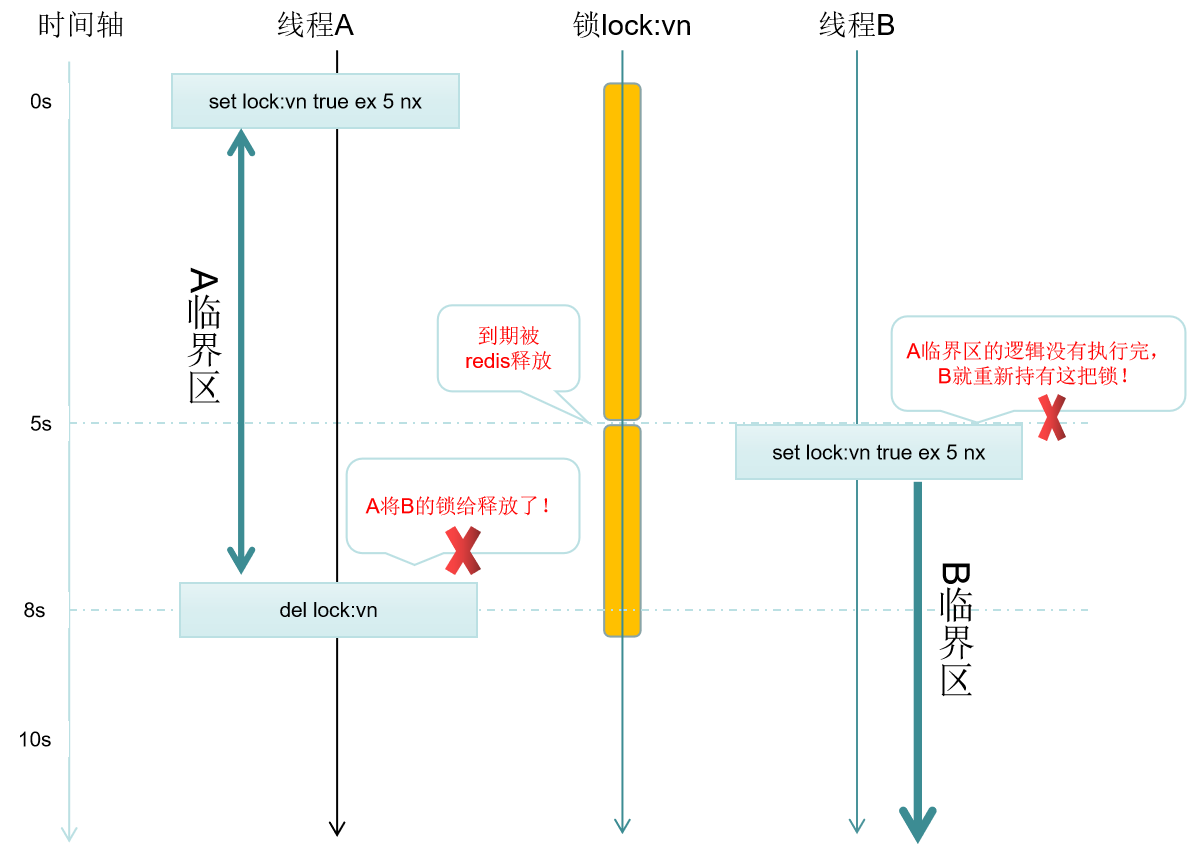 时间轴
线程A
锁lock:vn
线程B
0s
set lock:vn true ex 5 nx
A临界区
到期被
redis释放
A临界区的逻辑没有执行完，
B就重新持有这把锁！
5s
set lock:vn true ex 5 nx
A将B的锁给释放了！
8s
del lock:vn
B临界区
10s